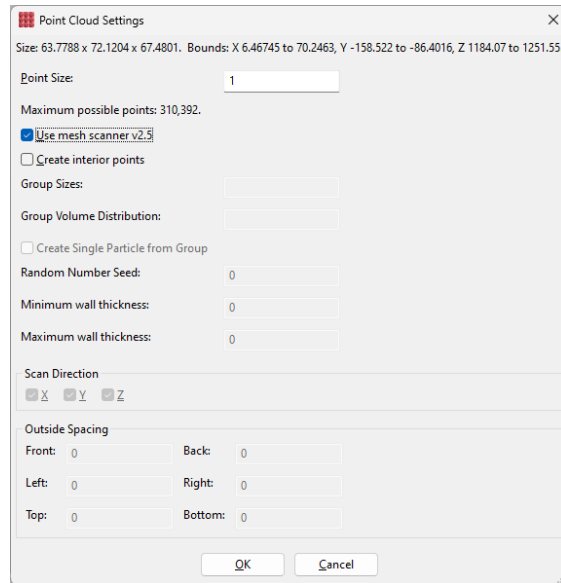 Point Cloud Settings
Size: 63.7788 x 72.1204 x 67.4801. Bounds: X 6.46745 to 70.2463, Y -158.522 to -86.4016, Z 1184.07 to 1251.55
Point Size: 1
Maximum possible points: 310,392.
Use mesh scanner v2.5
Create interior points
Group Sizes:
Group Volume Distribution:
Create Single Particle from Group
Random Number Seed: 0
Minimum wall thickness: 0
Maximum wall thickness: 0
Scan Direction
X Y Z
Outside Spacing
Front: 0 Back: 0
Left: 0 Right: 0
Top: 0 Bottom: 0
OK Cancel